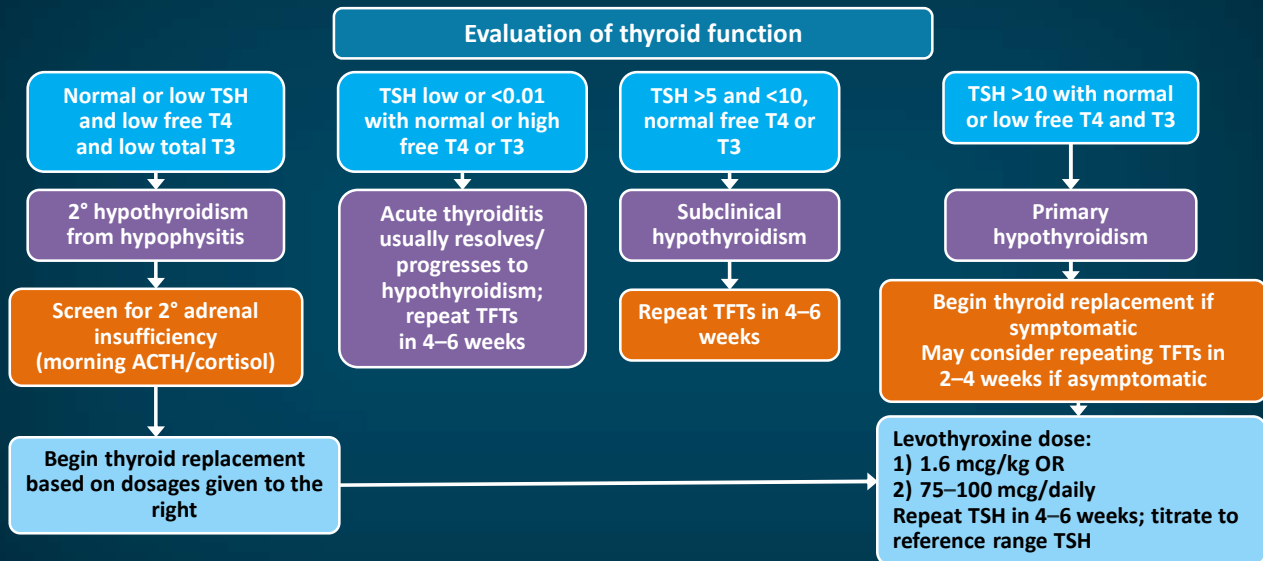 Evaluation of thyroid function
Normal or low TSH
and low free T4
and low total T3
2° hypothyroidism
from hypophysitis
Screen for 2° adrenal
insufficiency
(morning ACTH/cortisol)
Begin thyroid replacement
based on dosages given to the
right
TSH low or <0.01
with normal or high
free T4 or T3
Acute thyroiditis
usually resolves/
progresses to
hypothyroidism;
repeat TFTs
in 4–6 weeks
TSH >5 and <10,
normal free T4 or
T3
Subclinical
hypothyroidism
Repeat TFTs in 4–6
weeks
TSH >10 with normal
or low free T4 and T3
Primary
hypothyroidism
Begin thyroid replacement if
symptomatic
May consider repeating TFTs in
2–4 weeks if asymptomatic
Levothyroxine dose:
1) 1.6 mcg/kg OR
2) 75–100 mcg/daily
Repeat TSH in 4–6 weeks; titrate to
reference range TSH